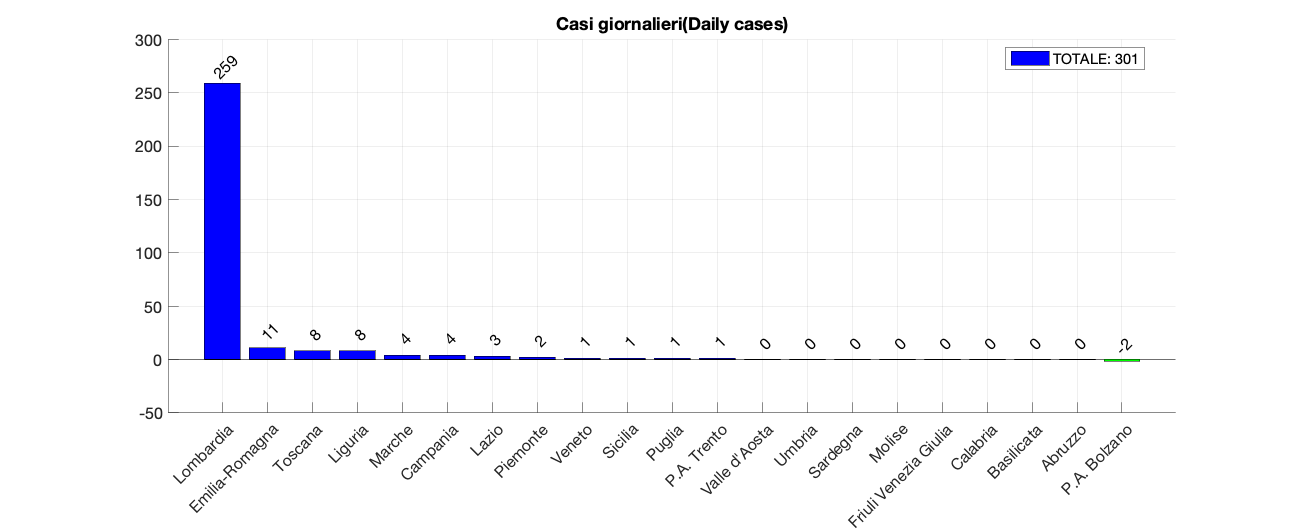 Casi giornalieri(Daily cases)
TOTALE: 301
300
250
200
150
100
50
0
-50
259
11
8
8
4
4
3
2
1
1
1
1
0
0
0
0
0
0
0
0
-2
Lombardia
Emilia-Romagna
Toscana
Liguria
Marche
Campania
Lazio
Piemonte
Veneto
Sicilia
Puglia
P.A. Trento
Valle d'Aosta
Umbria
Sardegna
Molise
Friuli Venezia Giulia
Calabria
Basilicata
Abruzzo
P.A. Bolzano